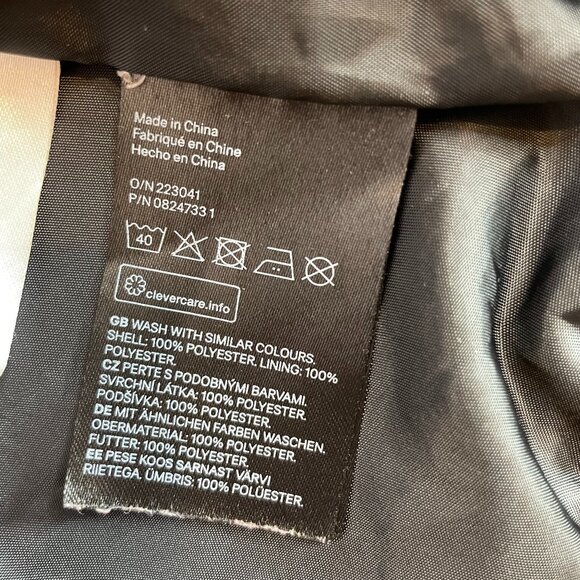 Made in China
Fabriqué en Chine
Hecho en China
O/N 223041
P/N 0824733 1
40
clevercare.info
GB WASH WITH SIMILAR COLOURS.
SHELL: 100% POLYESTER. LINING: 100%
POLYESTER.
CZ PERTE S PODOBNÝMI BARVAMI.
SVRCHNÍ LÁTKA: 100% POLYESTER.
PODŠÍVKA: 100% POLYESTER.
DE MIT ÄHNLICHEN FARBEN WASCHEN.
OBERMATERIAL: 100% POLYESTER.
FUTTER: 100% POLYESTER.
EE PESE KOOS SARNAST VÄRVI
RIIETEGA. ÜMBRIS: 100% POLÜESTER.